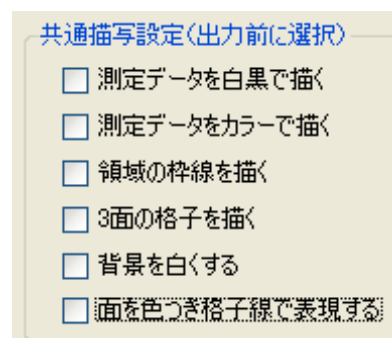 共通描写設定(出力前に選択)
測定データを白黒で描く
測定データをカラーで描く
領域の枠線を描く
3面の格子を描く
背景を白くする
面を色つき格子線で表現する